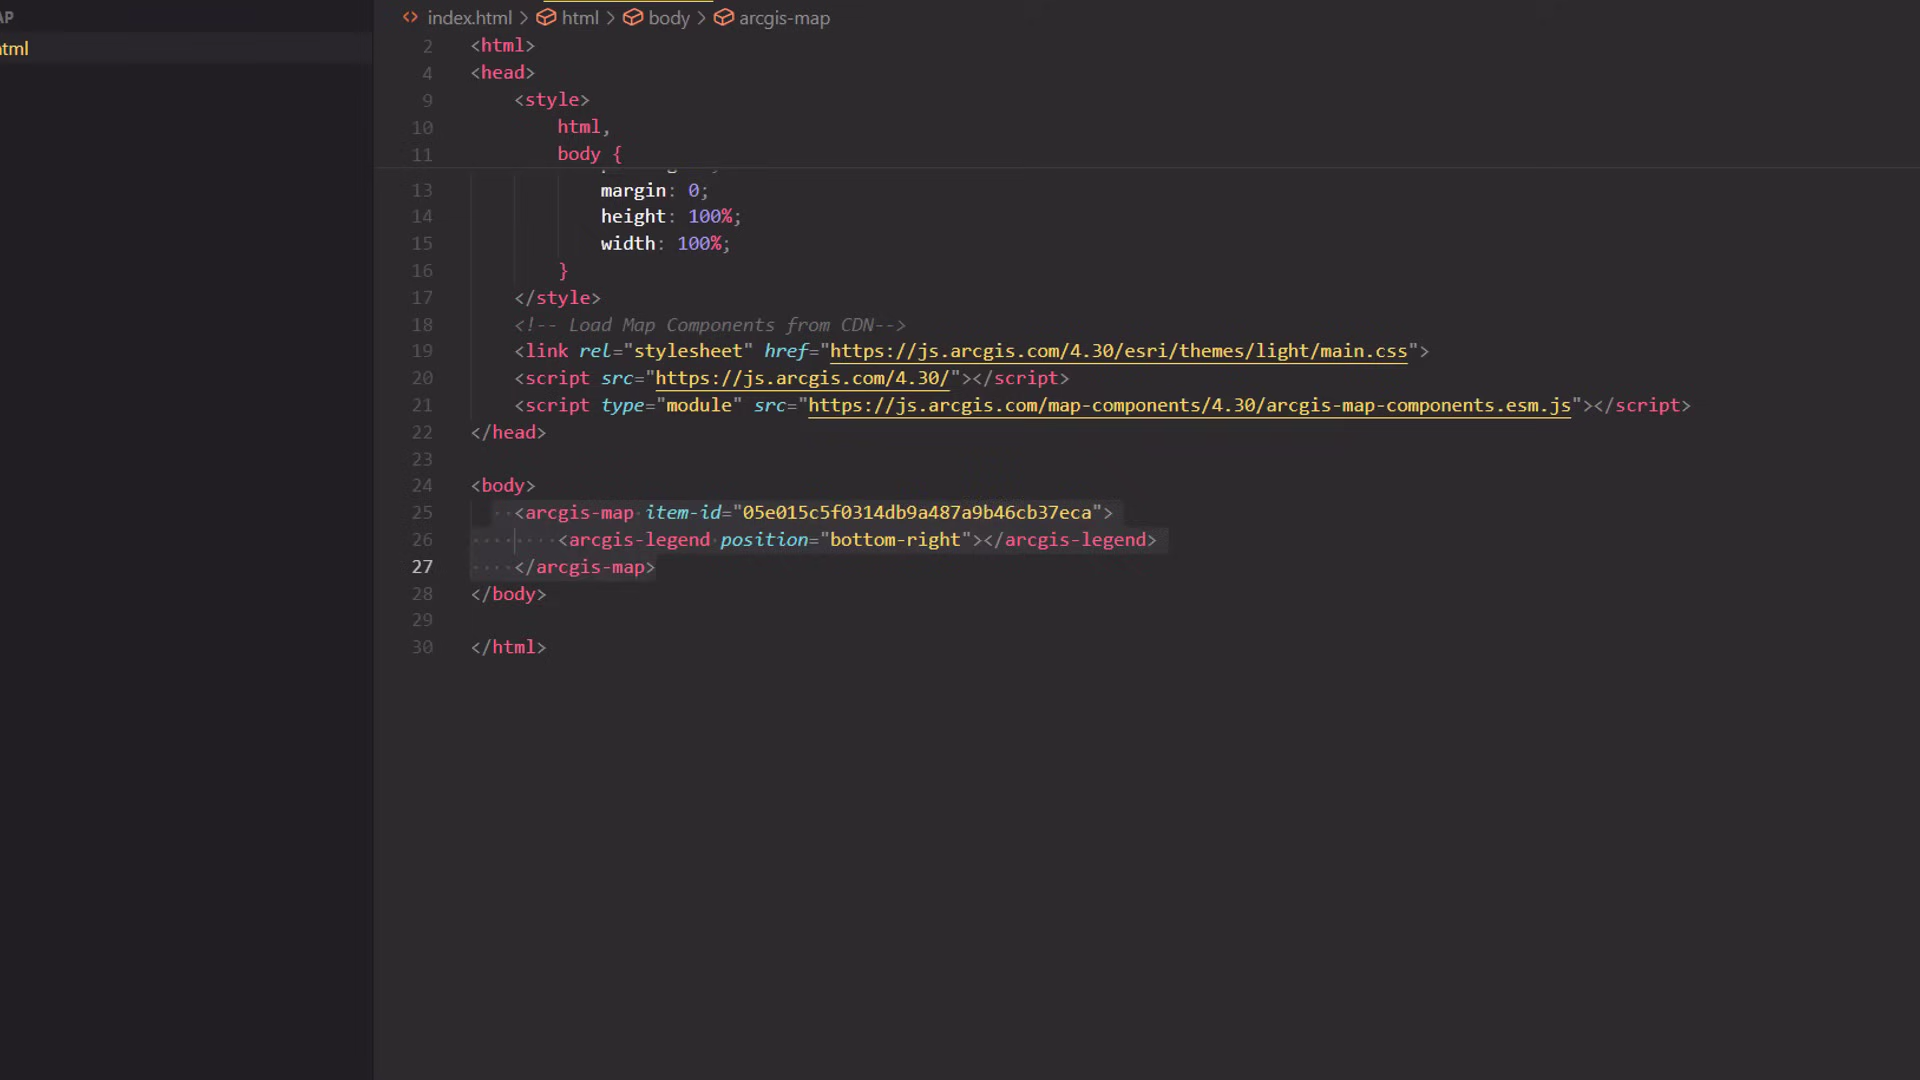 AP
tml
<> index.html > html > body > arcgis-map
2 <html>
4 <head>
9 <style>
10 html,
11 body {
13 margin: 0;
14 height: 100%;
15 width: 100%;
16 }
17 </style>
18 <!-- Load Map Components from CDN-->
19 <link rel="stylesheet" href="https://js.arcgis.com/4.30/esri/themes/light/main.css">
20 <script src="https://js.arcgis.com/4.30/"></script>
21 <script type="module" src="https://js.arcgis.com/map-components/4.30/arcgis-map-components.esm.js"></script>
22 </head>
23
24 <body>
25 <arcgis-map item-id="05e015c5f0314db9a487a9b46cb37eca">
26 <arcgis-legend position="bottom-right"></arcgis-legend>
27 </arcgis-map>
28 </body>
29
30 </html>